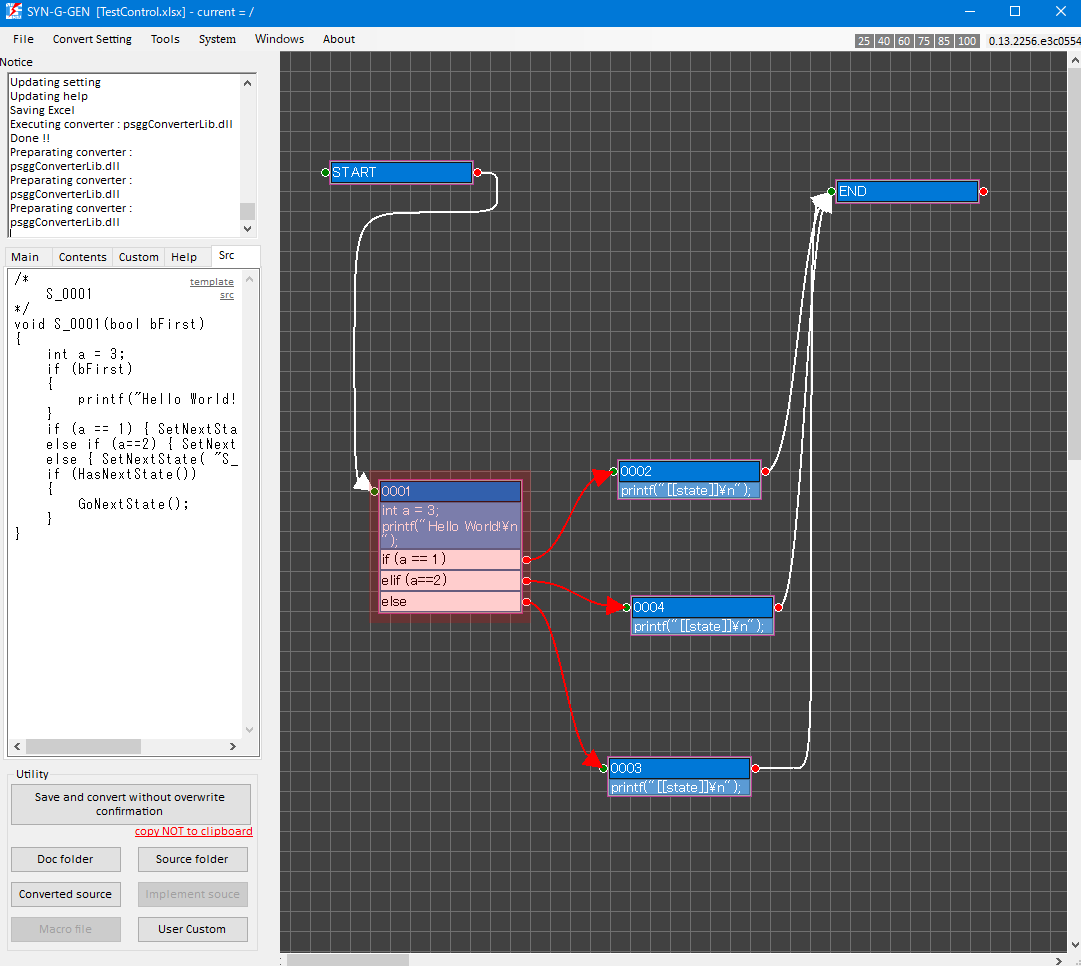 SYN-G-GEN [TestControl.xlsx] - current = /
File Convert Setting Tools System Windows About
25 40 60 75 85 100 0.13.2256.e3c0554
Notice
Updating setting
Updating help
Saving Excel
Executing converter : psggConverterLib.dll
Done !!
Preparating converter :
psggConverterLib.dll
Preparating converter :
psggConverterLib.dll
Preparating converter :
psggConverterLib.dll
Main Contents Custom Help Src
template
src
/*
S_0001
*/
void S_0001(bool bFirst)
{
int a = 3;
if (bFirst)
{
printf("Hello World!
}
if (a == 1) { SetNextSta
else if (a==2) { SetNext
else { SetNextState( "S_
if (HasNextState())
{
GoNextState();
}
}
Utility
Save and convert without overwrite
confirmation
copy NOT to clipboard
Doc folder Source folder
Converted source Implement souce
Macro file User Custom
START
END
0001
int a = 3;
printf("Hello World!¥n
");
if (a == 1)
elif (a==2)
else
0002
printf("[[state]]¥n");
0004
printf("[[state]]¥n");
0003
printf("[[state]]¥n");